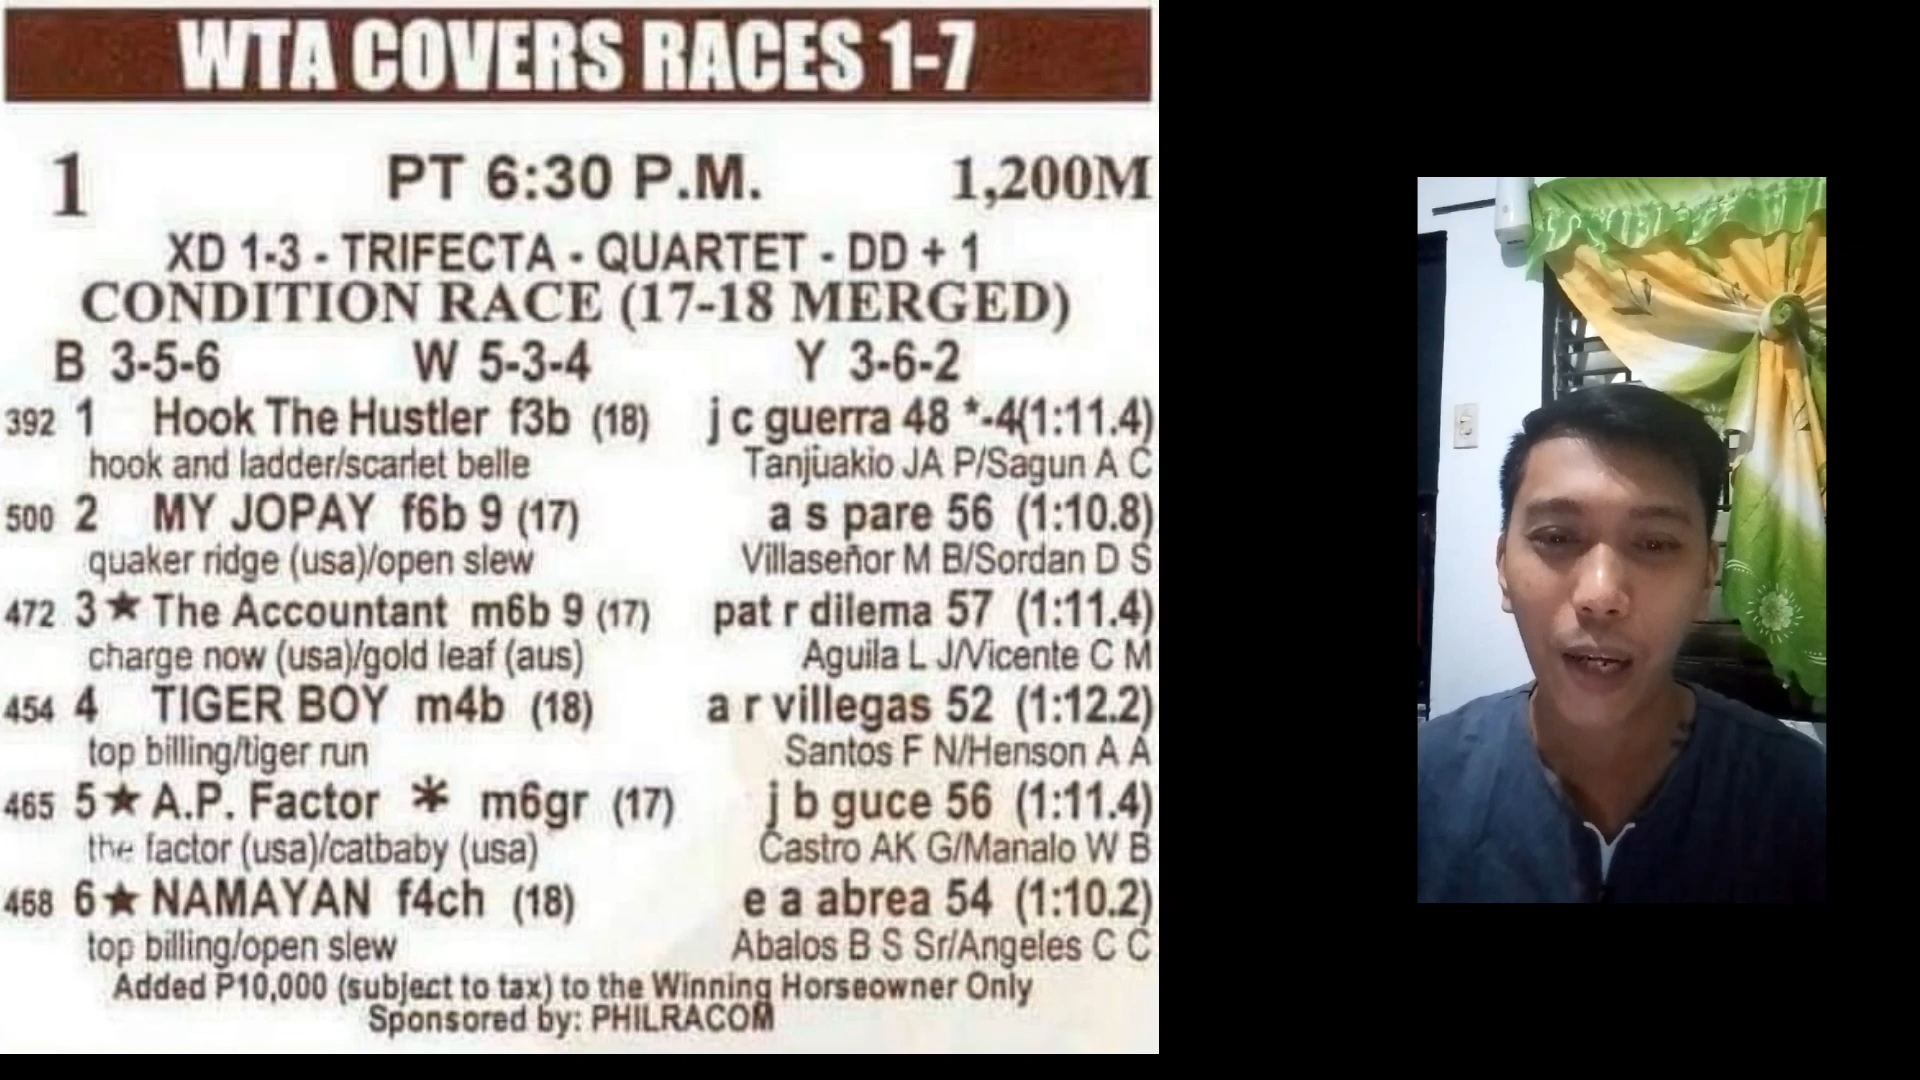 WTA COVERS RACES 1-7
1 PT 6:30 P.M. 1,200M
XD 1-3 - TRIFECTA - QUARTET - DD + 1
CONDITION RACE (17-18 MERGED)
B 3-5-6 W 5-3-4 Y 3-6-2
392 1 Hook The Hustler f3b (18) j c guerra 48 *-4(1:11.4)
hook and ladder/scarlet belle Tanjuakio JA P/Sagun A C
500 2 MY JOPAY f6b 9 (17) a s pare 56 (1:10.8)
quaker ridge (usa)/open slew Villaseñor M B/Sordan D S
472 3 ★ The Accountant m6b 9 (17) pat r dilema 57 (1:11.4)
charge now (usa)/gold leaf (aus) Aguila L J/Vicente C M
454 4 TIGER BOY m4b (18) a r villegas 52 (1:12.2)
top billing/tiger run Santos F N/Henson A A
465 5 ★ A.P. Factor * m6gr (17) j b guce 56 (1:11.4)
the factor (usa)/catbaby (usa) Castro AK G/Manalo W B
468 6 ★ NAMAYAN f4ch (18) e a abrea 54 (1:10.2)
top billing/open slew Abalos B S Sr/Angeles C C
Added P10,000 (subject to tax) to the Winning Horseowner Only
Sponsored by: PHILRACOM